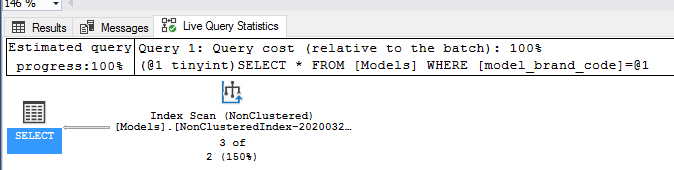 146 %
Results Messages Live Query Statistics
Estimated query Query 1: Query cost (relative to the batch): 100%
progress:100% (@1 tinyint)SELECT * FROM [Models] WHERE [model_brand_code]=@1
Index Scan (NonClustered)
SELECT [Models].[NonClusteredIndex-2020032…
3 of
2 (150%)